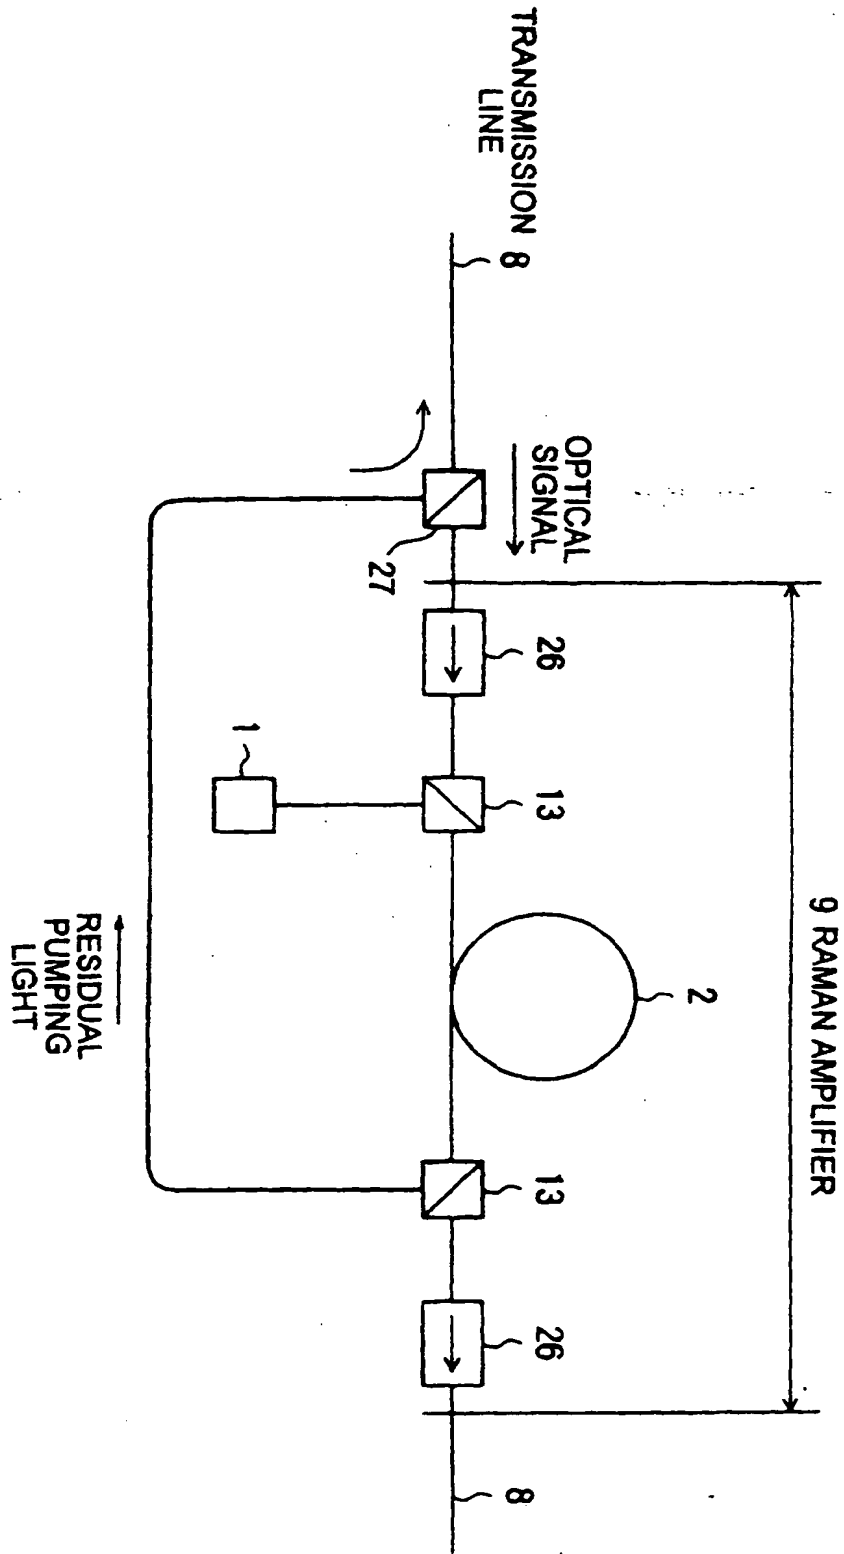 9 RAMAN AMPLIFIER
TRANSMISSION
LINE
OPTICAL
SIGNAL
8
27
26
13
1
2
13
26
8
RESIDUAL
PUMPING
LIGHT